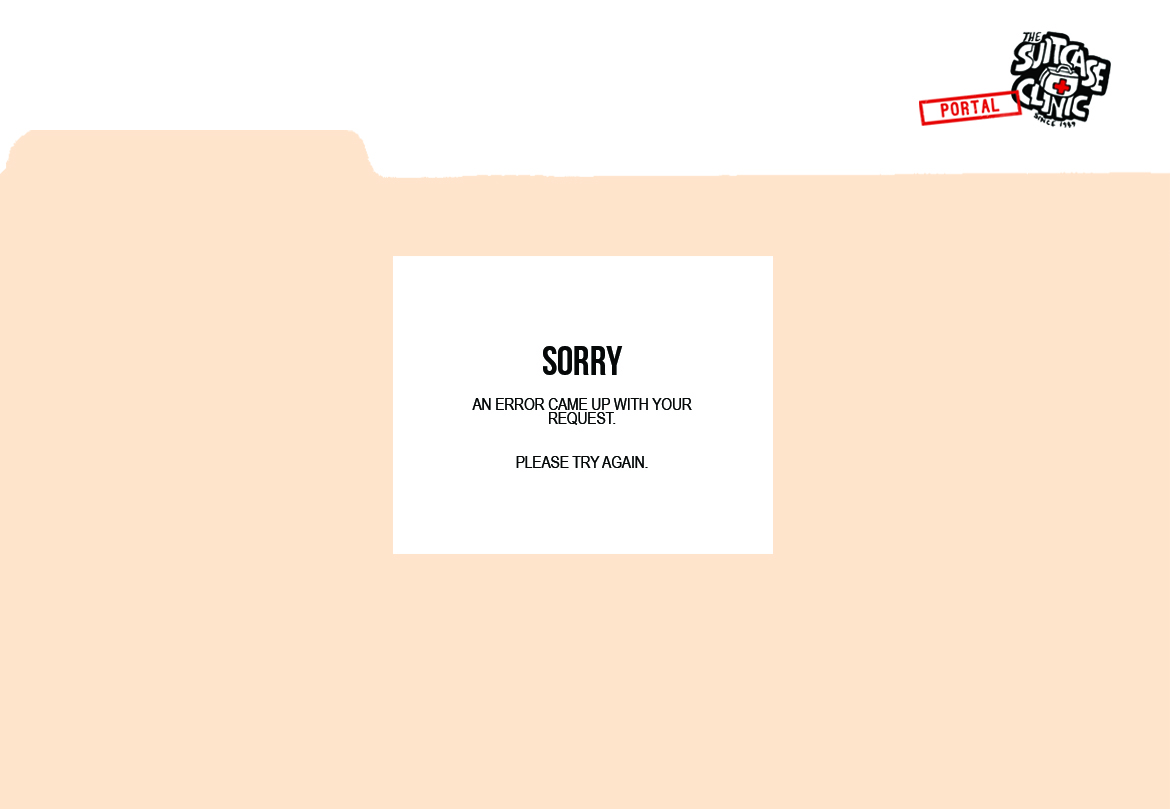 THE
SUITCASE
CLINIC
SINCE 1989
PORTAL
SORRY
AN ERROR CAME UP WITH YOUR
REQUEST.
PLEASE TRY AGAIN.